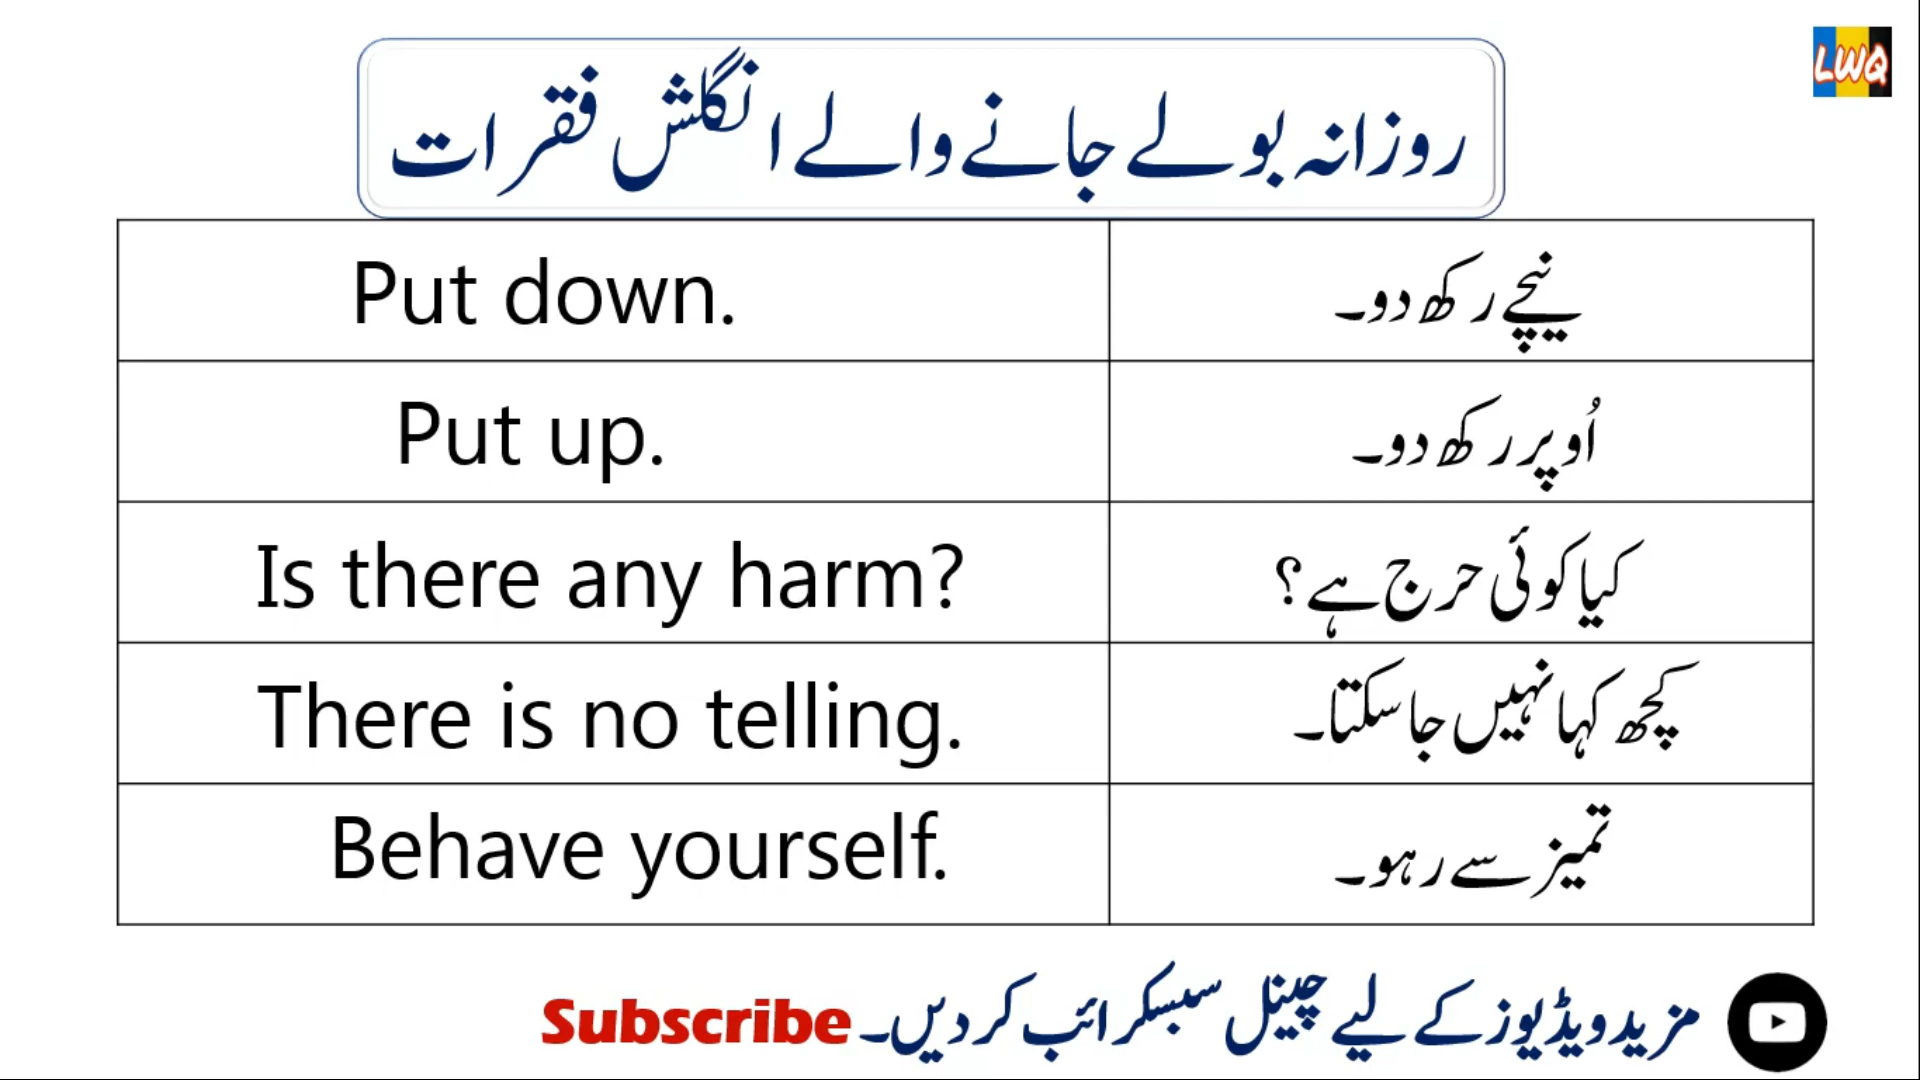 LWQ
روزانہ بولے جانے والے انگلش فقرات
Put down.
نیچے رکھ دو۔
Put up.
اُوپر رکھ دو۔
Is there any harm?
کیا کوئی حرج ہے؟
There is no telling.
کچھ کہا نہیں جا سکتا۔
Behave yourself.
تمیز سے رہو۔
مزید ویڈیوز کے لیے چینل سبسکرائب کر دیں۔ Subscribe